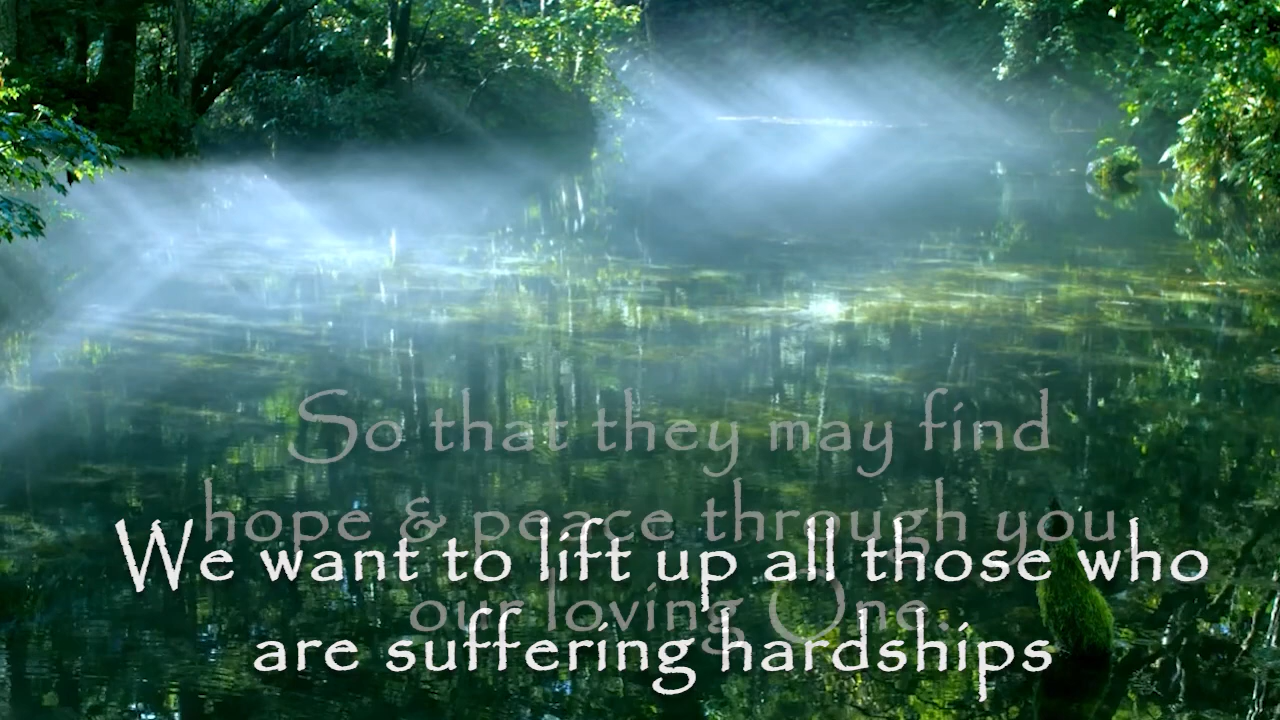 So that they may find
hope & peace through you
our loving One.
We want to lift up all those who
are suffering hardships